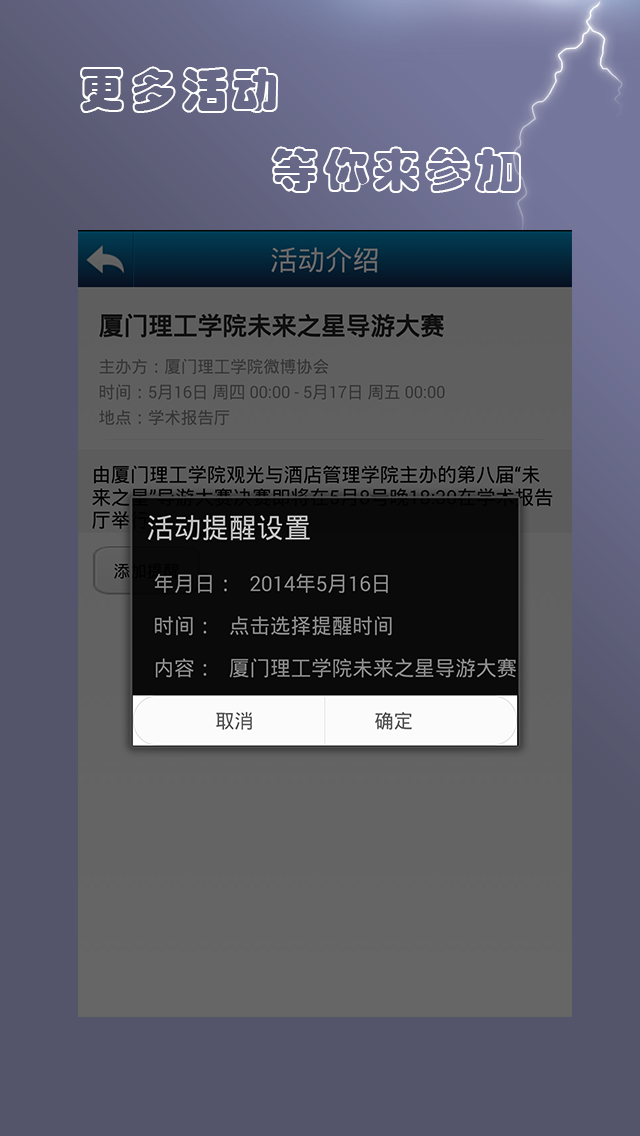 更多活动
等你来参加
活动介绍
厦门理工学院未来之星导游大赛
主办方：厦门理工学院微博协会
时间：5月16日 周四 00:00 - 5月17日 周五 00:00
地点：学术报告厅
由厦门理工学院观光与酒店管理学院主办的第八届“未
来之星”导游大赛决赛即将在5月8号晚18:30在学术报告
厅举行
添加提醒
活动提醒设置
年月日： 2014年5月16日
时间： 点击选择提醒时间
内容： 厦门理工学院未来之星导游大赛
取消 确定